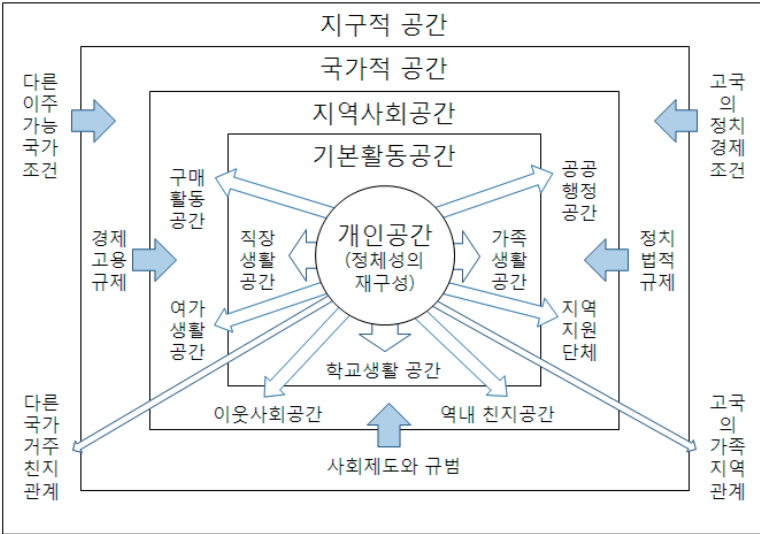 지구적 공간
국가적 공간
지역사회공간
기본활동공간
다른
이주
가능
국가
조건
고국
의
정치
경제
조건
구매
활동
공간
공공
행정
공간
개인공간
(정체성의
재구성)
직장
생활
공간
가족
생활
공간
경제
고용
규제
정치
법적
규제
여가
생활
공간
지역
지원
단체
학교생활 공간
이웃사회공간
역내 친지공간
다른
국가
거주
친지
관계
고국
의
가족
지역
관계
사회제도와 규범